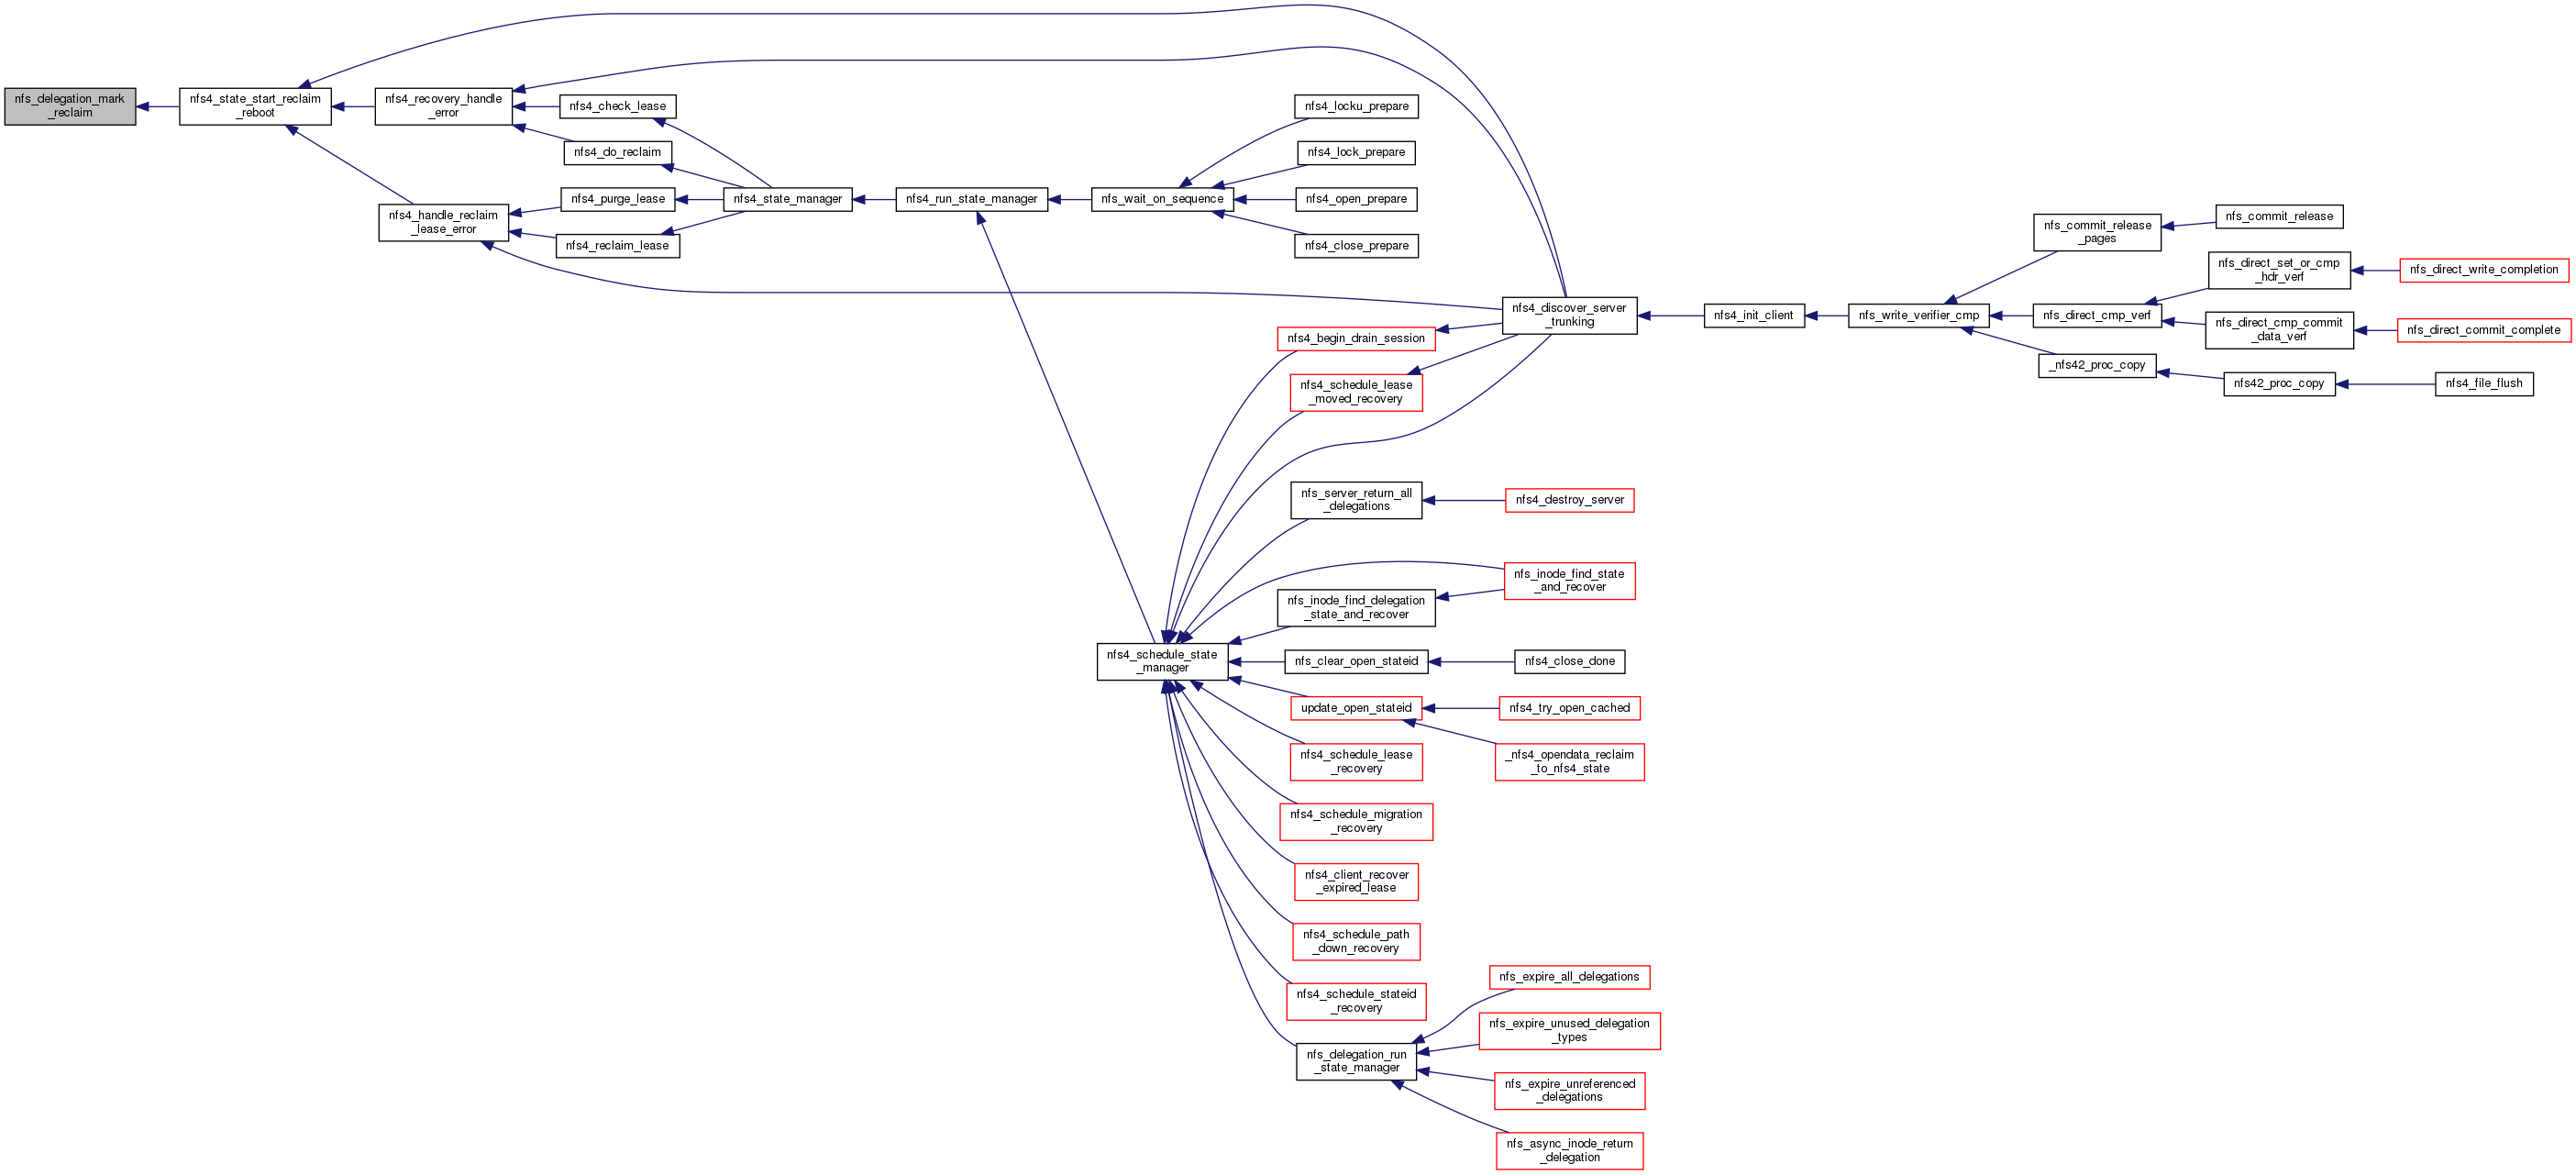 nfs_delegation_mark
_reclaim
nfs4_state_start_reclaim
_reboot
nfs4_recovery_handle
_error
nfs4_handle_reclaim
_lease_error
nfs4_check_lease
nfs4_do_reclaim
nfs4_purge_lease
nfs4_reclaim_lease
nfs4_state_manager
nfs4_run_state_manager
nfs_wait_on_sequence
nfs4_schedule_state
_manager
nfs4_locku_prepare
nfs4_lock_prepare
nfs4_open_prepare
nfs4_close_prepare
nfs4_begin_drain_session
nfs4_schedule_lease
_moved_recovery
nfs_server_return_all
_delegations
nfs_inode_find_delegation
_state_and_recover
nfs_clear_open_stateid
update_open_stateid
nfs4_schedule_lease
_recovery
nfs4_schedule_migration
_recovery
nfs4_client_recover
_expired_lease
nfs4_schedule_path
_down_recovery
nfs4_schedule_stateid
_recovery
nfs_delegation_run
_state_manager
nfs4_discover_server
_trunking
nfs4_destroy_server
nfs_inode_find_state
_and_recover
nfs4_close_done
nfs4_try_open_cached
_nfs4_opendata_reclaim
_to_nfs4_state
nfs_expire_all_delegations
nfs_expire_unused_delegation
_types
nfs_expire_unreferenced
_delegations
nfs_async_inode_return
_delegation
nfs4_init_client
nfs_write_verifier_cmp
nfs_commit_release
_pages
nfs_direct_cmp_verf
_nfs42_proc_copy
nfs_commit_release
nfs_direct_set_or_cmp
_hdr_verf
nfs_direct_cmp_commit
_data_verf
nfs42_proc_copy
nfs_direct_write_completion
nfs_direct_commit_complete
nfs4_file_flush